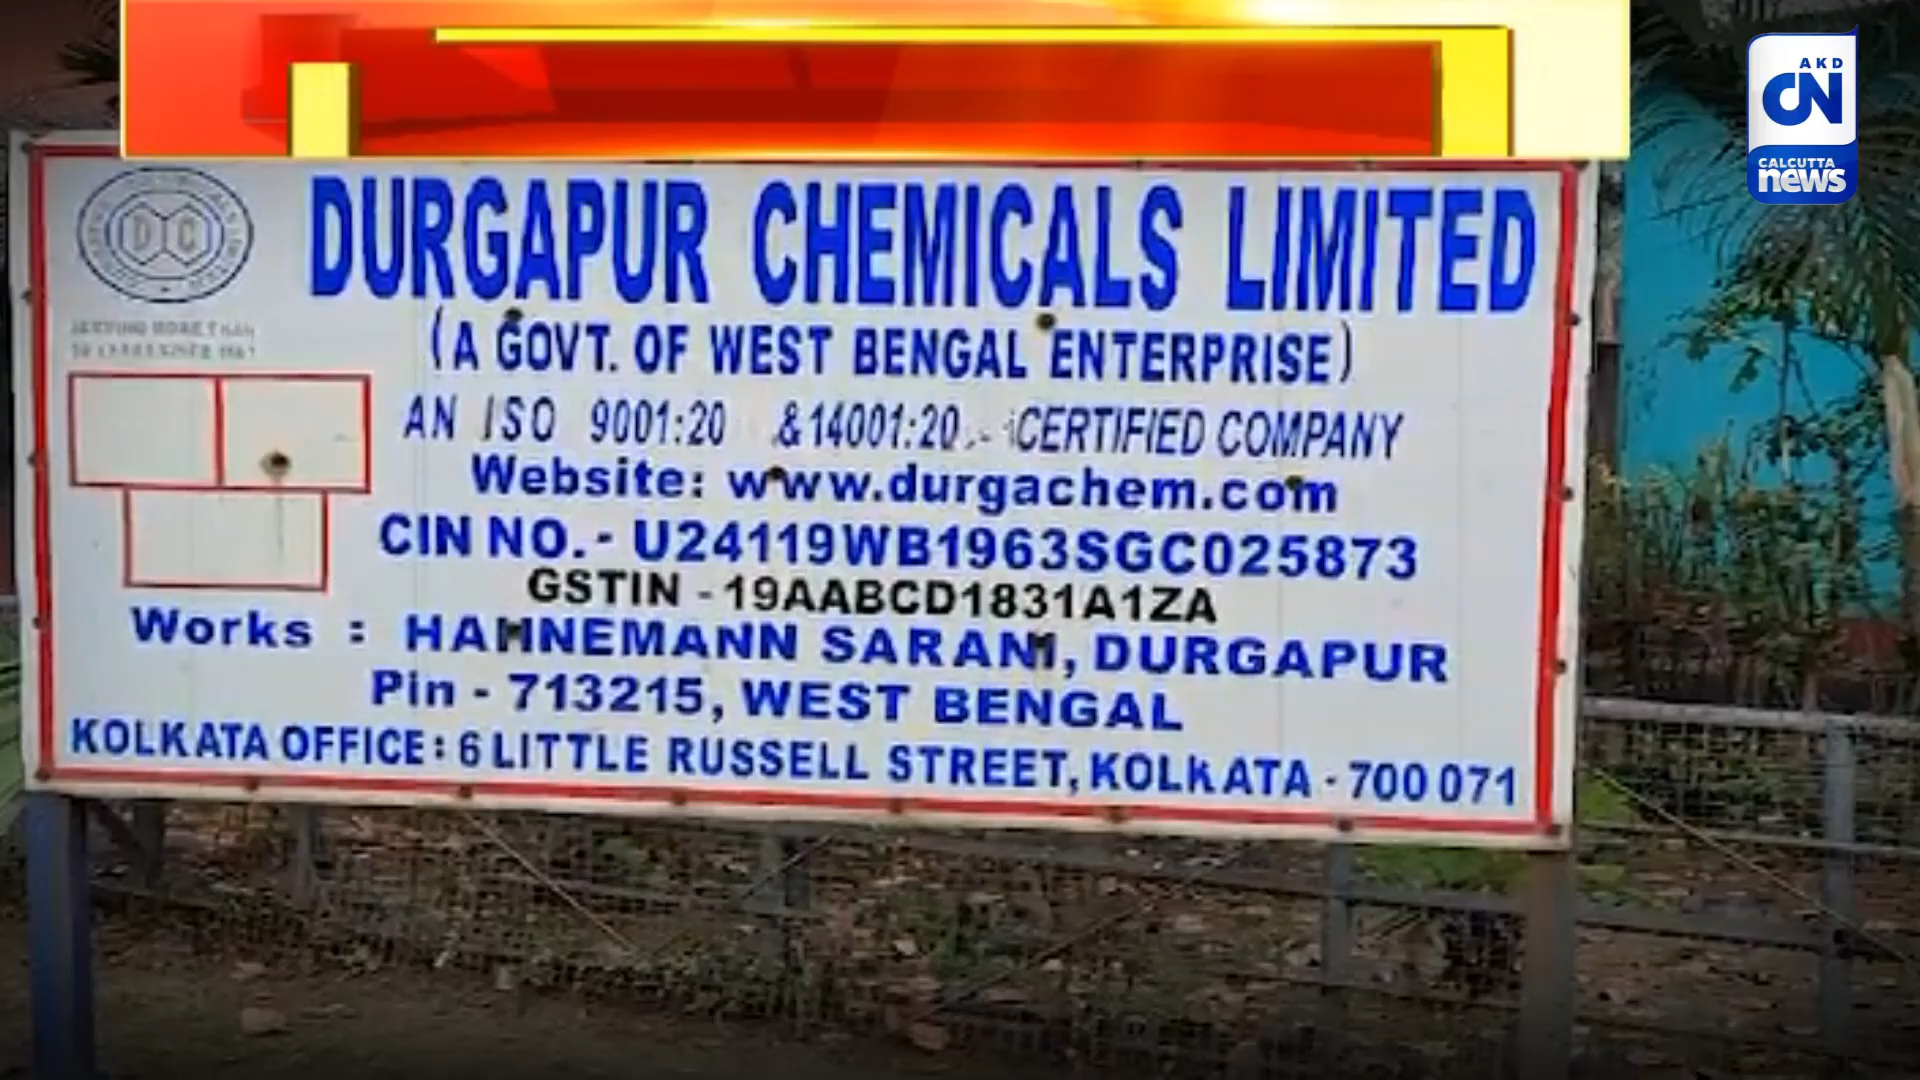 AKD
CN
CALCUTTA
news
DC
DURGAPUR CHEMICALS LIMITED
(A GOVT. OF WEST BENGAL ENTERPRISE)
AN ISO 9001:20 &14001:20 CERTIFIED COMPANY
Website: www.durgachem.com
CIN NO.- U24119WB1963SGC025873
GSTIN - 19AABCD1831A1ZA
Works : HAHNEMANN SARANI, DURGAPUR
Pin - 713215, WEST BENGAL
KOLKATA OFFICE: 6 LITTLE RUSSELL STREET, KOLKATA - 700 071